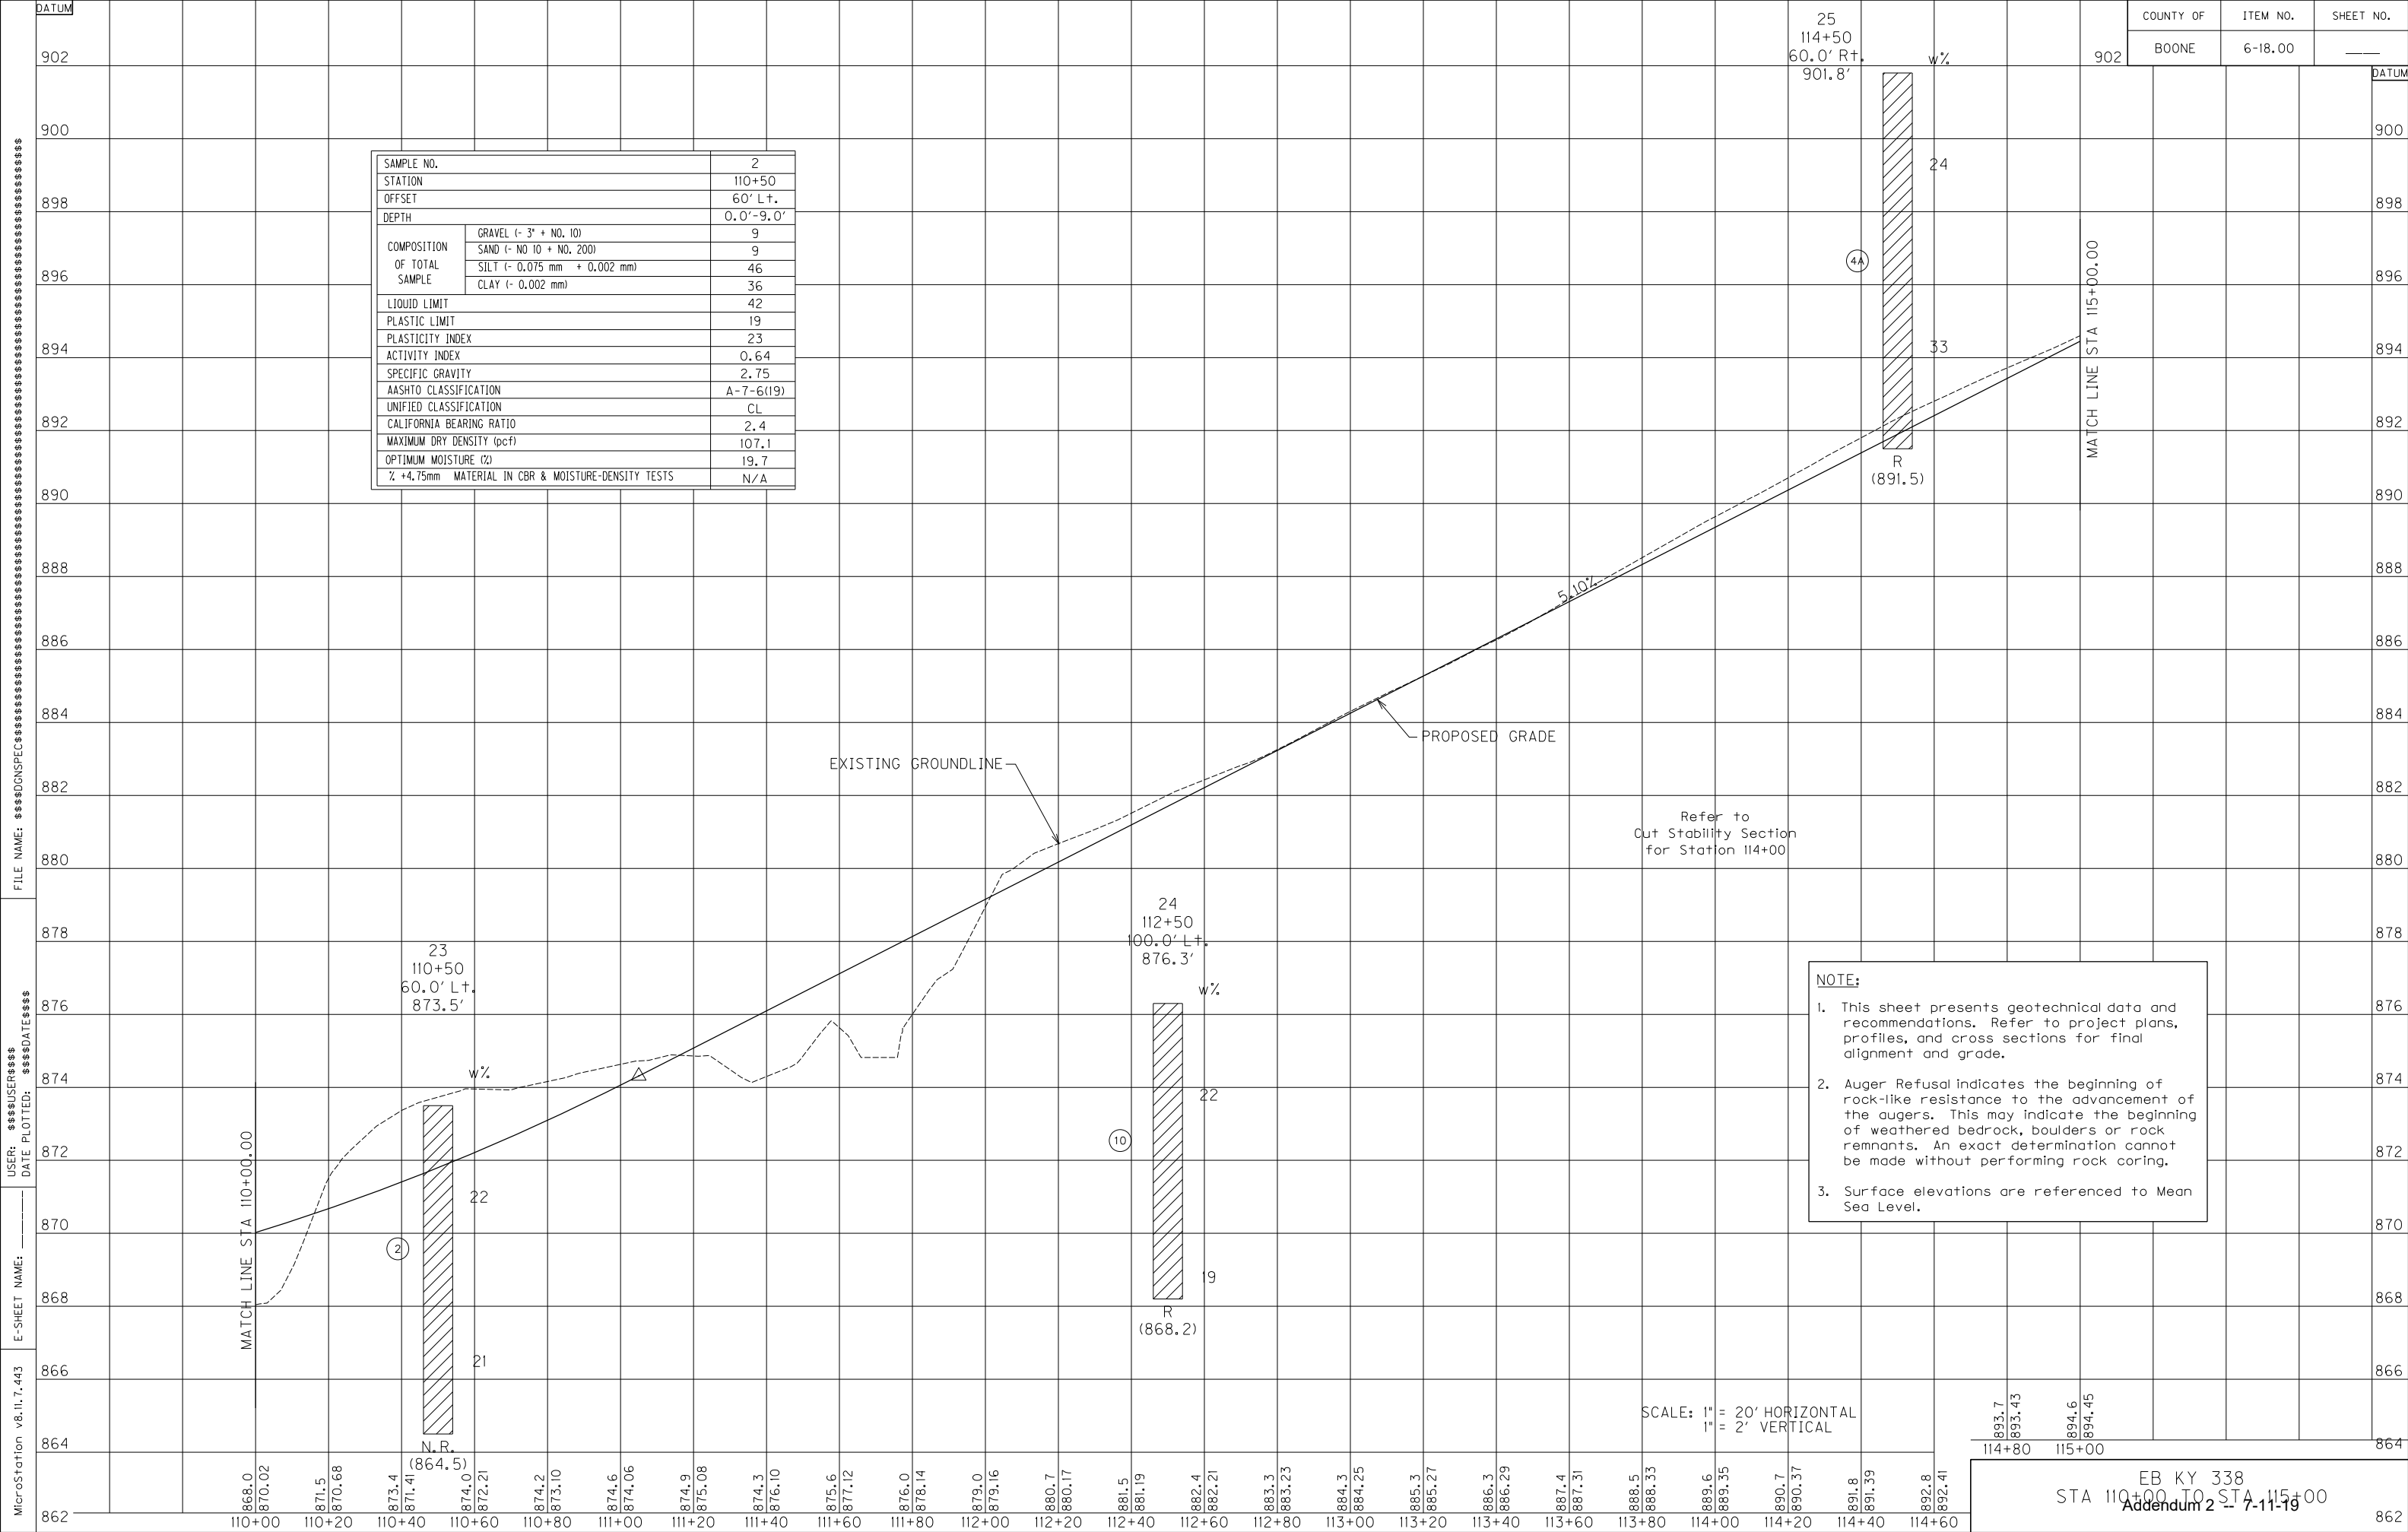 DATUM
COUNTY OF ITEM NO. SHEET NO.
BOONE 6-18.00
DATUM
902
900
898
896
894
892
890
888
886
884
882
880
878
876
874
872
870
868
866
864
862
902
900
898
896
894
892
890
888
886
884
882
880
878
876
874
872
870
868
866
864
862
SAMPLE NO. 2
STATION 110+50
OFFSET 60' Lt.
DEPTH 0.0'-9.0'
COMPOSITION
OF TOTAL
SAMPLE
GRAVEL (- 3" + NO. 10) 9
SAND (- NO 10 + NO. 200) 9
SILT (- 0.075 mm + 0.002 mm) 46
CLAY (- 0.002 mm) 36
LIQUID LIMIT 42
PLASTIC LIMIT 19
PLASTICITY INDEX 23
ACTIVITY INDEX 0.64
SPECIFIC GRAVITY 2.75
AASHTO CLASSIFICATION A-7-6(19)
UNIFIED CLASSIFICATION CL
CALIFORNIA BEARING RATIO 2.4
MAXIMUM DRY DENSITY (pcf) 107.1
OPTIMUM MOISTURE (%) 19.7
% +4.75mm MATERIAL IN CBR & MOISTURE-DENSITY TESTS N/A
25
114+50
60.0' Rt.
901.8'
w%
24
4A
33
R
(891.5)
MATCH LINE STA 115+00.00
5.10%
PROPOSED GRADE
EXISTING GROUNDLINE
Refer to
Cut Stability Section
for Station 114+00
24
112+50
100.0' Lt.
876.3'
w%
22
10
19
R
(868.2)
23
110+50
60.0' Lt.
873.5'
w%
22
2
21
N.R.
(864.5)
MATCH LINE STA 110+00.00
NOTE:
1. This sheet presents geotechnical data and
recommendations. Refer to project plans,
profiles, and cross sections for final
alignment and grade.
2. Auger Refusal indicates the beginning of
rock-like resistance to the advancement of
the augers. This may indicate the beginning
of weathered bedrock, boulders or rock
remnants. An exact determination cannot
be made without performing rock coring.
3. Surface elevations are referenced to Mean
Sea Level.
SCALE: 1" = 20' HORIZONTAL
1" = 2' VERTICAL
868.0 870.02
871.5 870.68
873.4 871.41
874.0 872.21
874.2 873.10
874.6 874.06
874.9 875.08
874.3 876.10
875.6 877.12
876.0 878.14
879.0 879.16
880.7 880.17
881.5 881.19
882.4 882.21
883.3 883.23
884.3 884.25
885.3 885.27
886.3 886.29
887.4 887.31
888.5 888.33
889.6 889.35
890.7 890.37
891.8 891.39
892.8 892.41
893.7 893.43
894.6 894.45
114+80 115+00
110+00 110+20 110+40 110+60 110+80 111+00 111+20 111+40 111+60 111+80 112+00 112+20 112+40 112+60 112+80 113+00 113+20 113+40 113+60 113+80 114+00 114+20 114+40 114+60
EB KY 338
STA 110+00 TO STA 115+00
Addendum 2 -- 7-11-19
MicroStation v8.11.7.443
E-SHEET NAME:
USER: $$$$USER$$$$
DATE PLOTTED: $$$$DATE$$$$